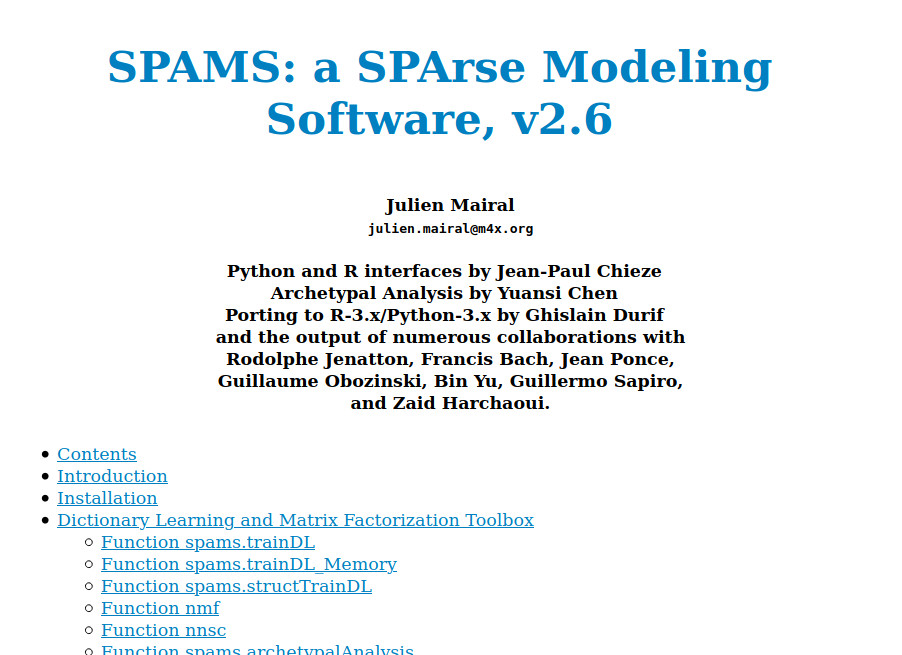 SPAMS: a SPArse Modeling
Software, v2.6
Julien Mairal
julien.mairal@m4x.org
Python and R interfaces by Jean-Paul Chieze
Archetypal Analysis by Yuansi Chen
Porting to R-3.x/Python-3.x by Ghislain Durif
and the output of numerous collaborations with
Rodolphe Jenatton, Francis Bach, Jean Ponce,
Guillaume Obozinski, Bin Yu, Guillermo Sapiro,
and Zaid Harchaoui.
Contents
Introduction
Installation
Dictionary Learning and Matrix Factorization Toolbox
Function spams.trainDL
Function spams.trainDL_Memory
Function spams.structTrainDL
Function nmf
Function nnsc
Function spams.archetypalAnalysis